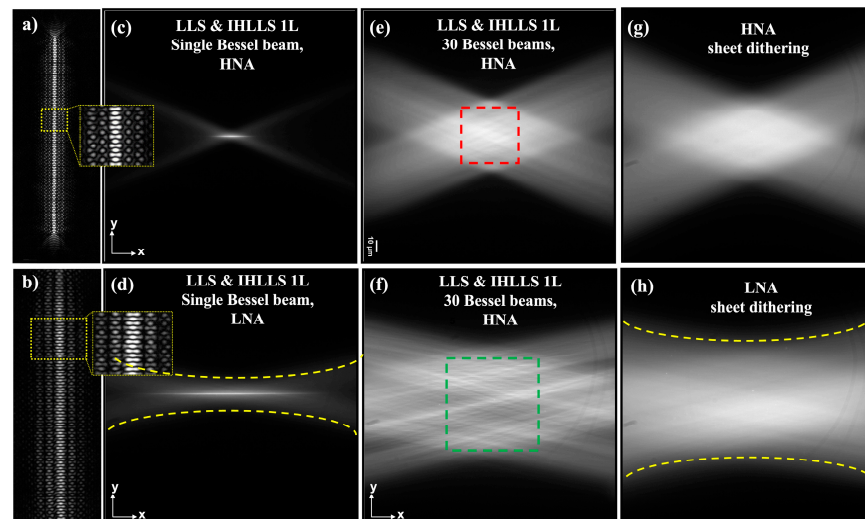 a)
(c)
LLS & IHLLS 1L
Single Bessel beam,
HNA
y
x
(e)
LLS & IHLLS 1L
30 Bessel beams,
HNA
10 µm
(g)
HNA
sheet dithering
b)
(d)
LLS & IHLLS 1L
Single Bessel beam,
LNA
y
x
(f)
LLS & IHLLS 1L
30 Bessel beams,
HNA
y
x
(h)
LNA
sheet dithering